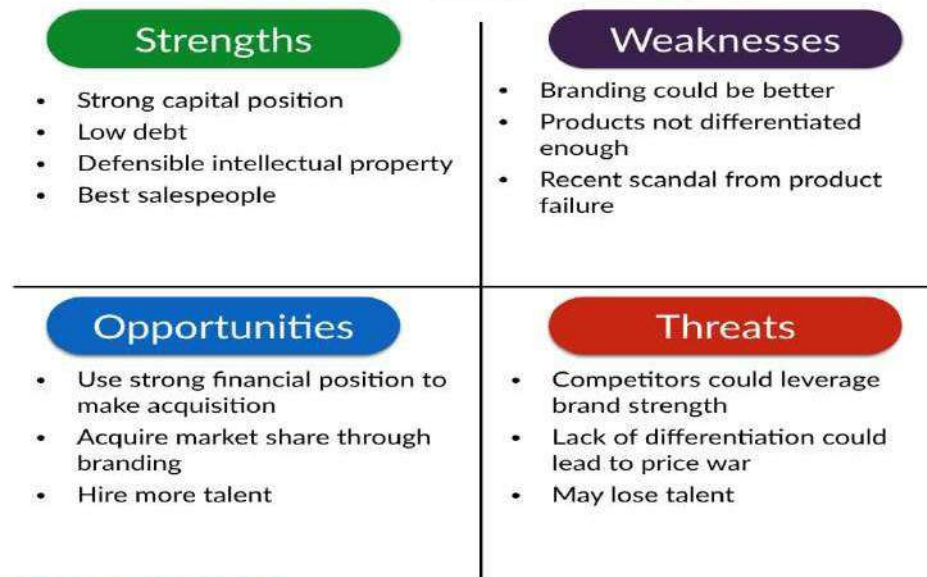 Strengths
• Strong capital position
• Low debt
• Defensible intellectual property
• Best salespeople
Weaknesses
• Branding could be better
• Products not differentiated
enough
• Recent scandal from product
failure
Opportunities
• Use strong financial position to
make acquisition
• Acquire market share through
branding
• Hire more talent
Threats
• Competitors could leverage
brand strength
• Lack of differentiation could
lead to price war
• May lose talent